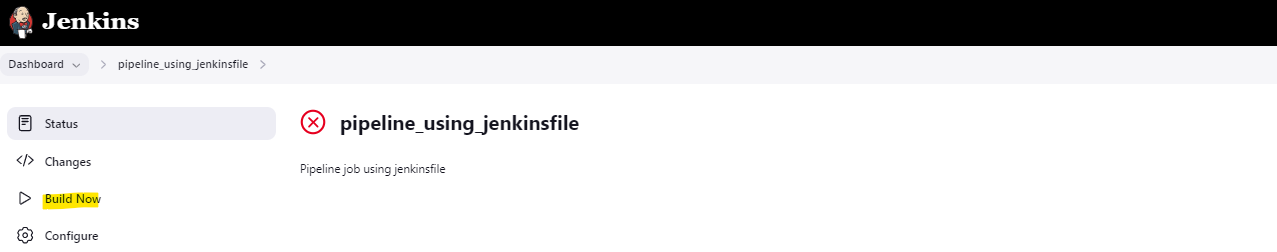 Jenkins
Dashboard
pipeline_using_jenkinsfile
Status
pipeline_using_jenkinsfile
Changes
Pipeline job using jenkinsfile
Build Now
Configure